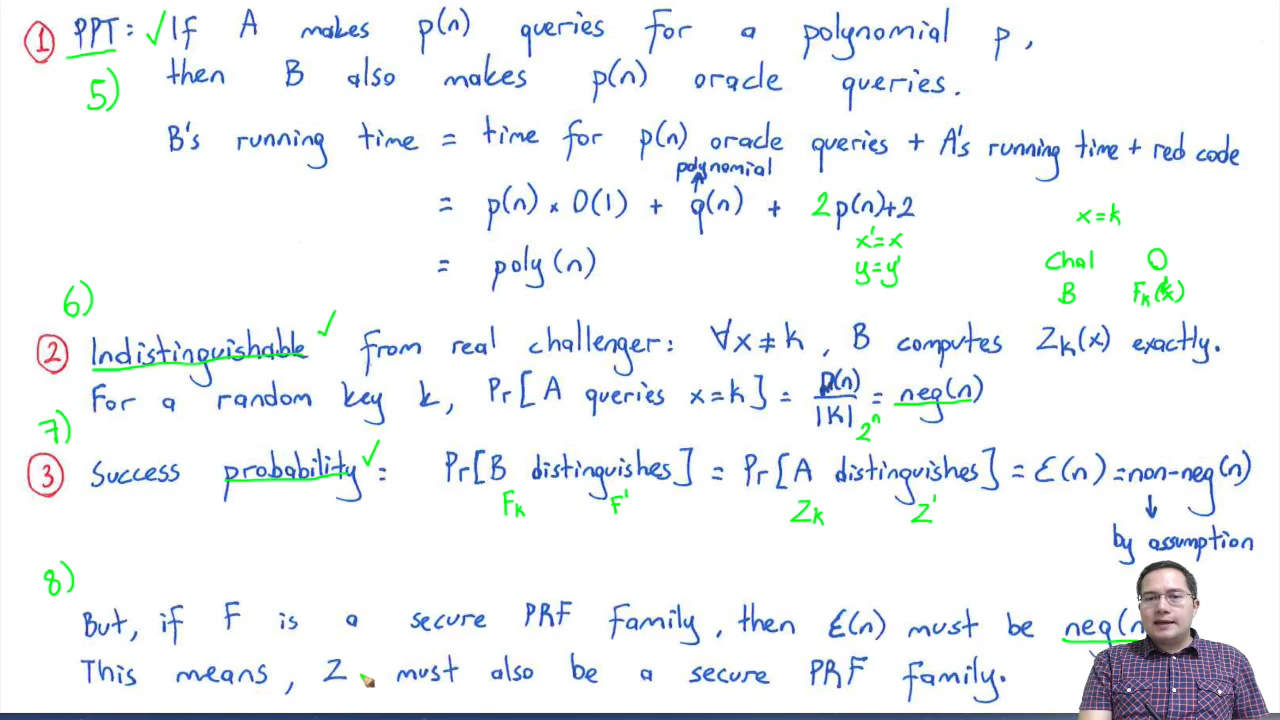 ① PPT: ✓ If A makes p(n) queries for a polynomial p,
5) then B also makes p(n) oracle queries.
B's running time = time for p(n) oracle queries + A's running time + red code
polynomial
= p(n) × O(1) + q(n) + 2p(n)+2
x=k
x'=x
= poly(n) y=y' Chal O
6) B F_k(k)
② Indistinguishable ✓ from real challenger: ∀x≠k, B computes Z_k(x) exactly.
For a random key k, Pr[A queries x=k] = p(n)/|K| = neg(n)
7) 2^n
③ Success probability ✓: Pr[B distinguishes] = Pr[A distinguishes] = ε(n) = non-neg(n)
F_k F' Z_k Z' ↓
by assumption
8)
But, if F is a secure PRF family, then ε(n) must be neg(n
This means, Z must also be a secure PRF family.